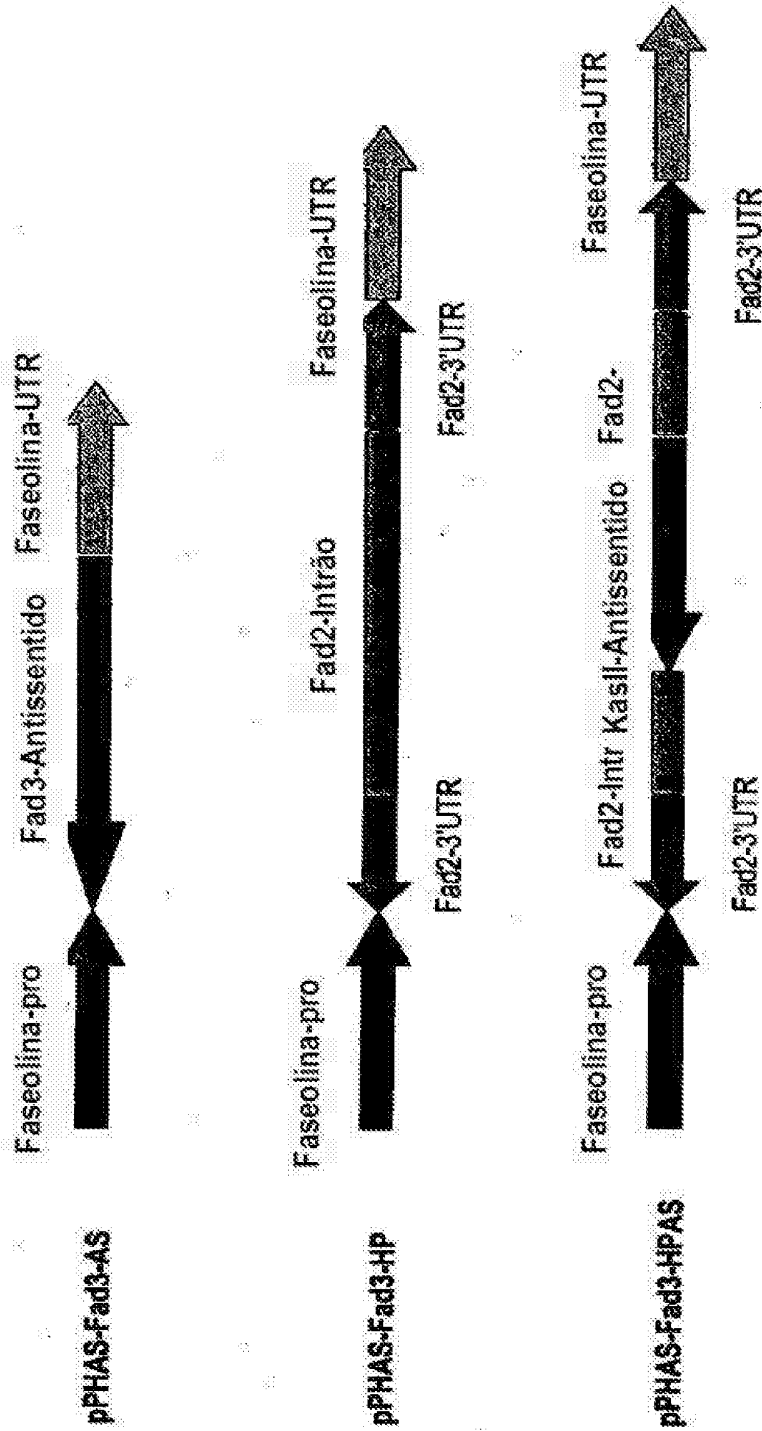 pPHAS-Fad3-AS
Faseolina-pro
Fad3-Antissentido
Faseolina-UTR
pPHAS-Fad3-HP
Faseolina-pro
Fad2-Intrão
Faseolina-UTR
Fad2-3'UTR
Fad2-3'UTR
pPHAS-Fad3-HPAS
Faseolina-pro
Fad2-Intr
KasII-Antissentido
Fad2-
Faseolina-UTR
Fad2-3'UTR
Fad2-3'UTR